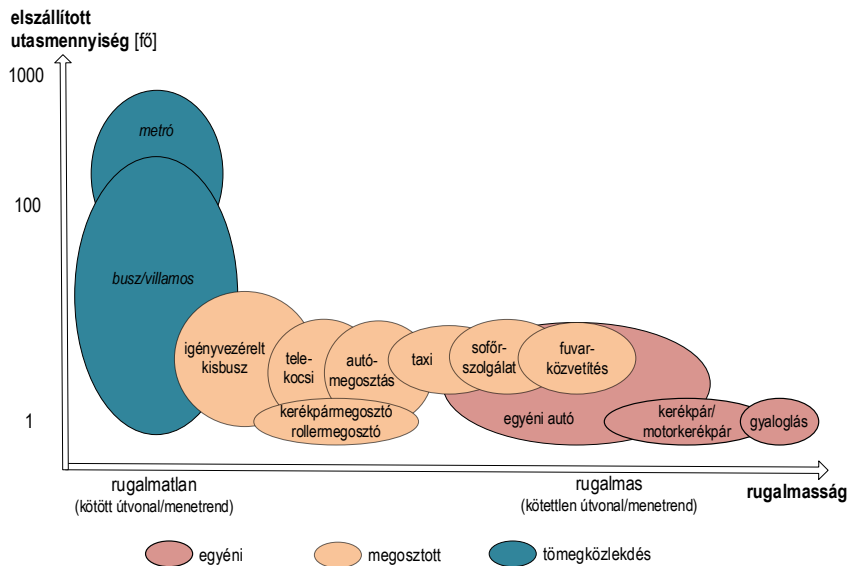 elszállított
utasmennyiség [fő]
1000
metró
100
busz/villamos
igényvezérelt
kisbusz
tele-
kocsi
autó-
megosztás
taxi
sofőr-
szolgálat
fuvar-
közvetítés
kerékpármegosztó
rollermegosztó
egyéni autó
kerékpár/
motorkerékpár
gyaloglás
1
rugalmatlan
(kötött útvonal/menetrend)
rugalmas
(kötettlen útvonal/menetrend)
rugalmasság
egyéni
megosztott
tömegközlekdés